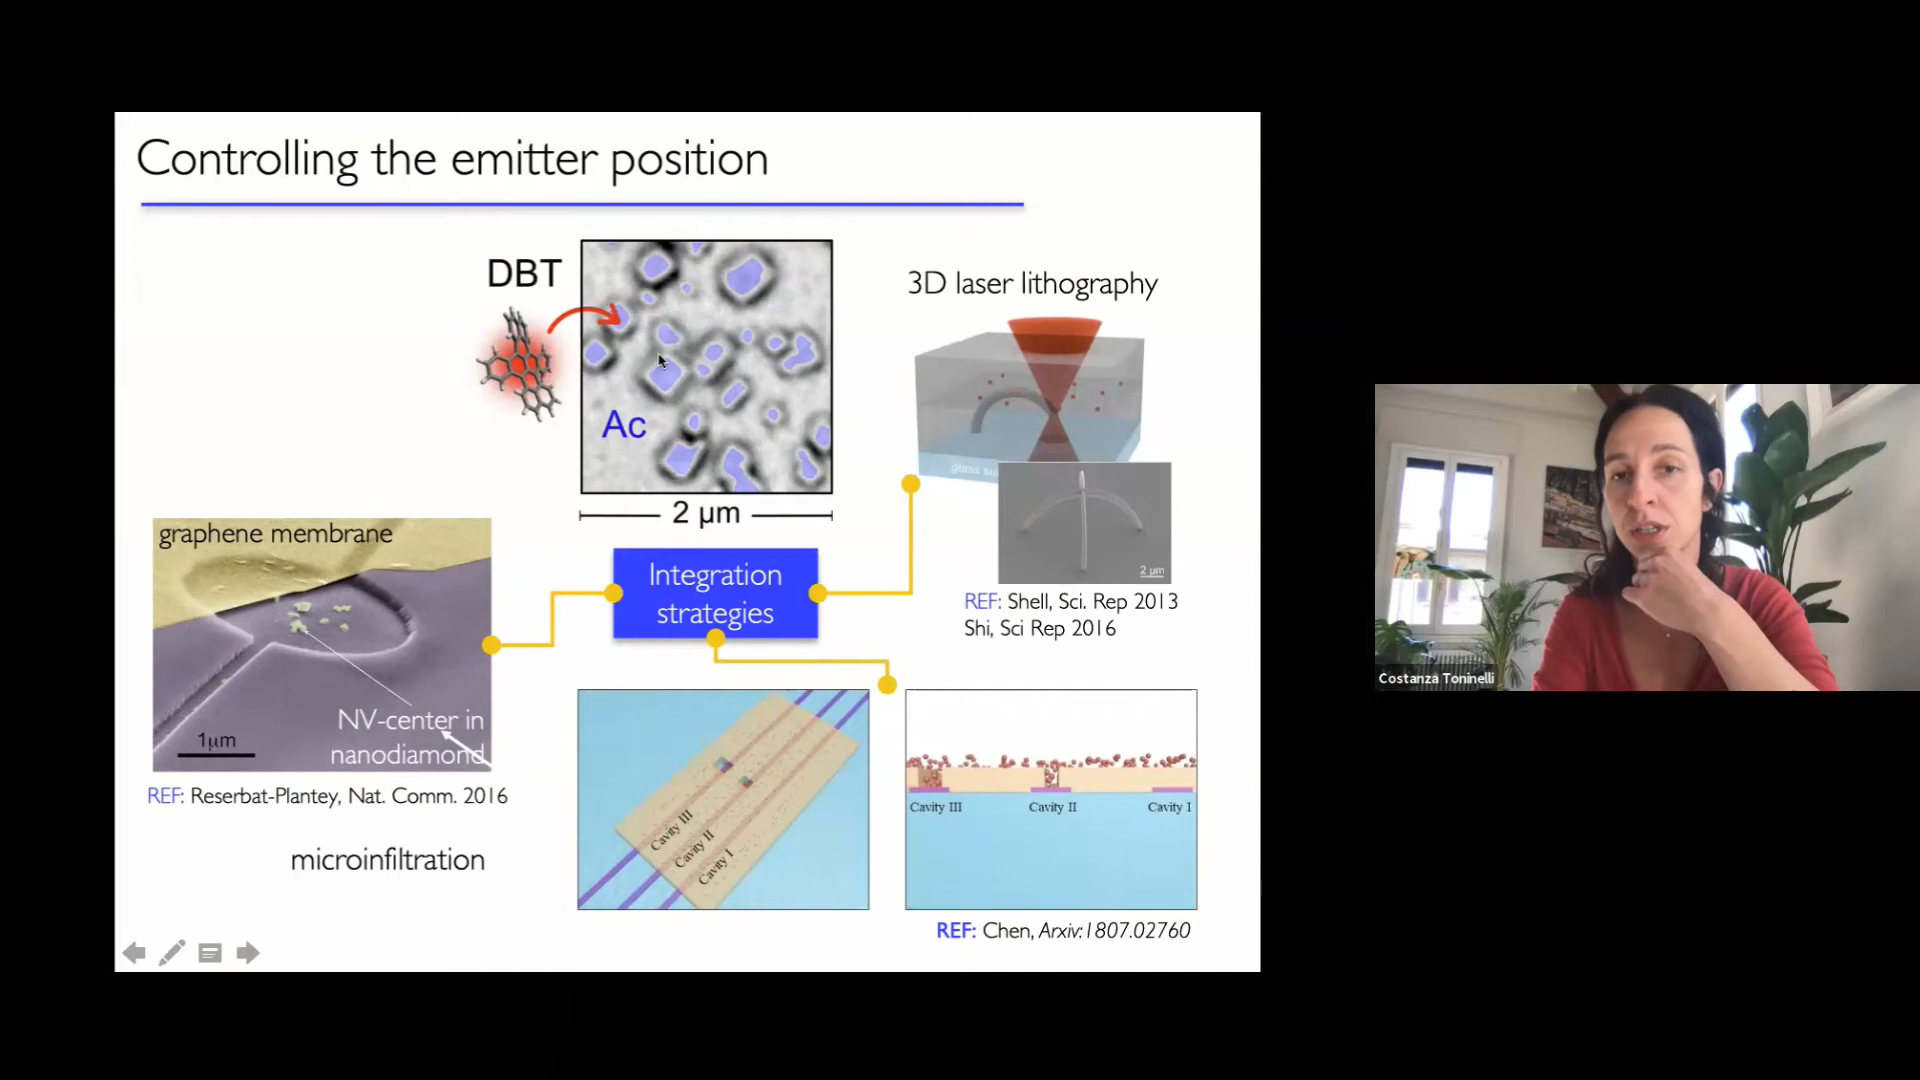 Controlling the emitter position
DBT
Ac
2 μm
3D laser lithography
glass
2 μm
REF: Shell, Sci. Rep 2013
Shi, Sci Rep 2016
graphene membrane
NV-center in
nanodiamond
1μm
REF: Reserbat-Plantey, Nat. Comm. 2016
Integration
strategies
microinfiltration
Cavity III
Cavity II
Cavity I
Cavity III
Cavity II
Cavity I
REF: Chen, Arxiv:1807.02760
Costanza Toninelli